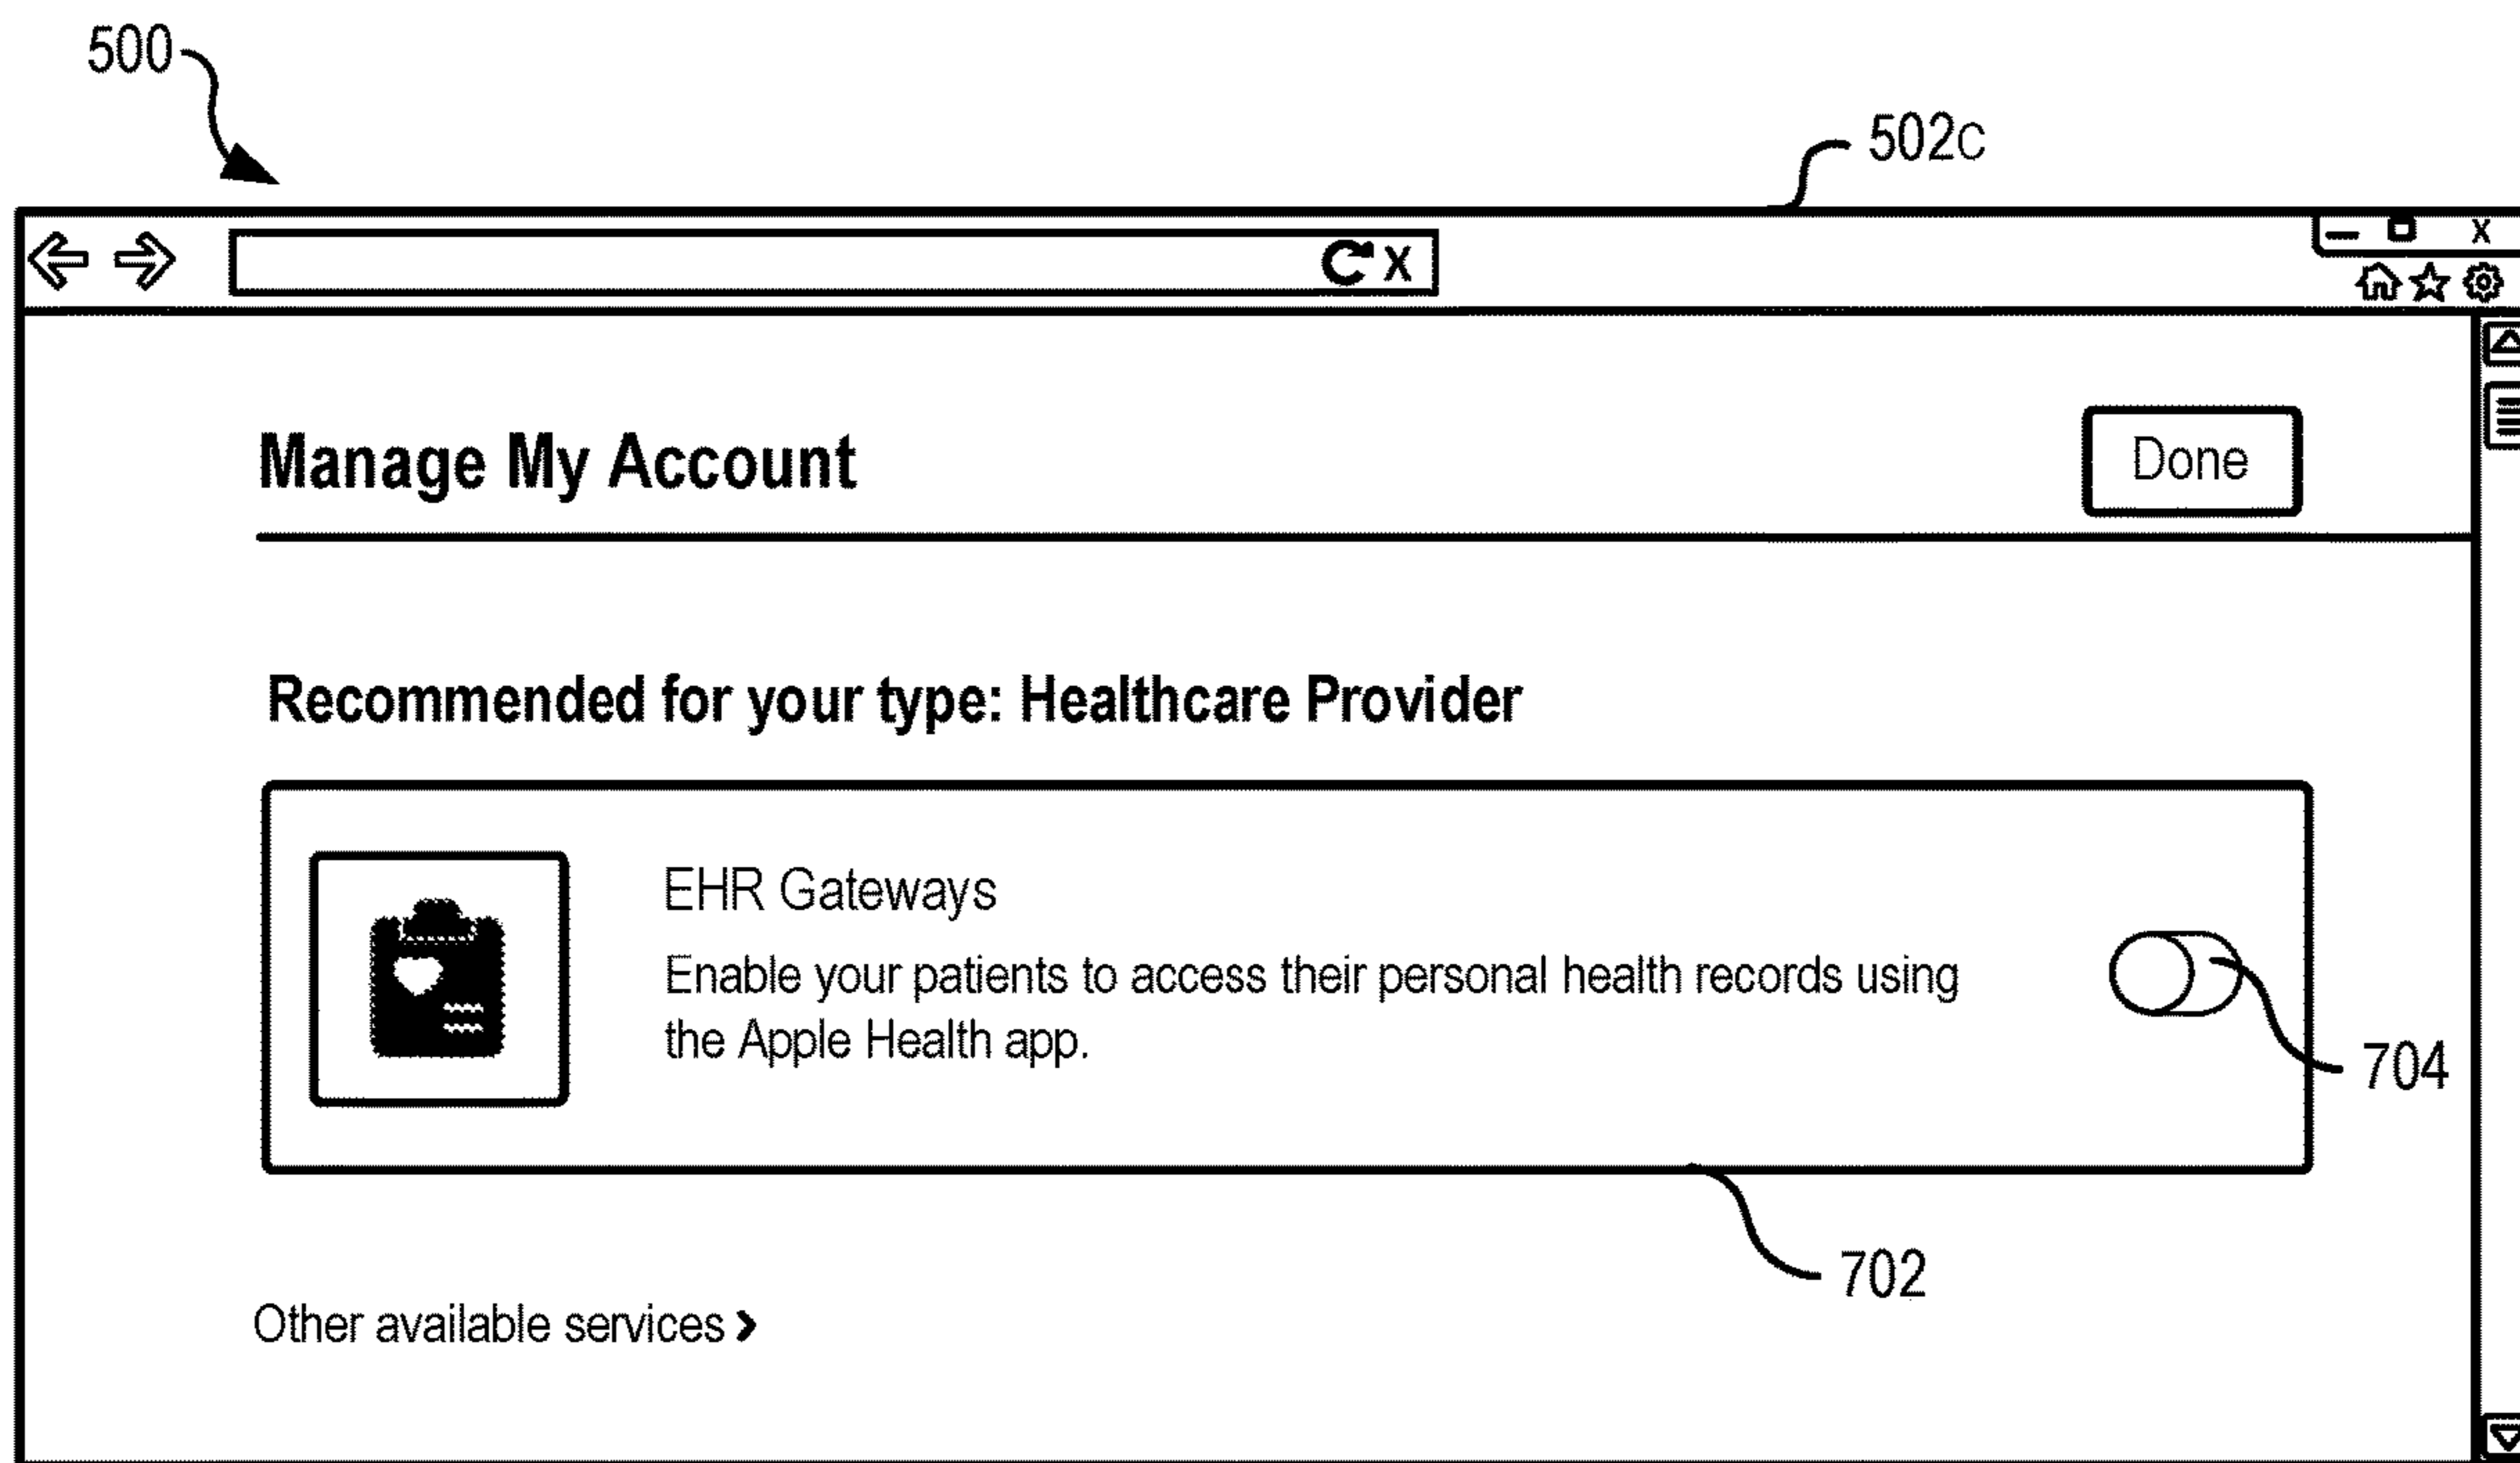 500
502c
X
X
Manage My Account
Done
Recommended for your type: Healthcare Provider
EHR Gateways
Enable your patients to access their personal health records using
the Apple Health app.
704
702
Other available services >